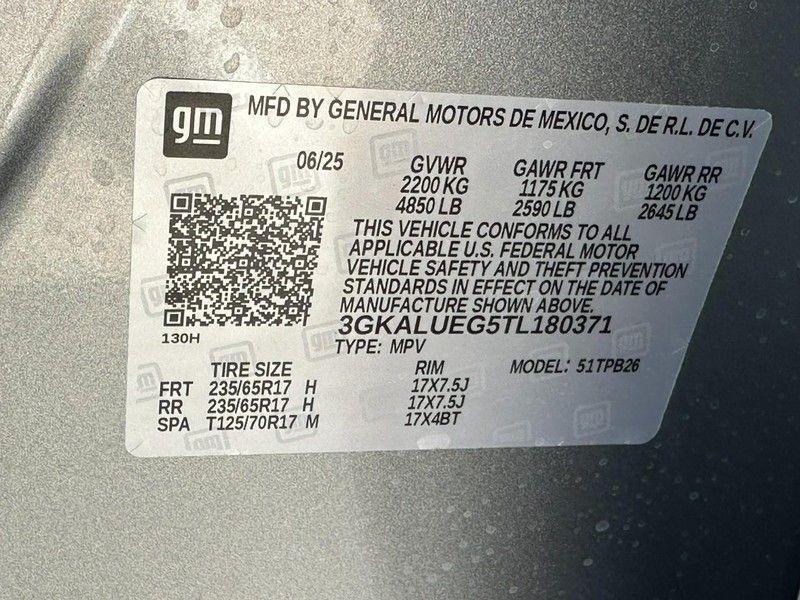 gm MFD BY GENERAL MOTORS DE MEXICO, S. DE R.L. DE C.V.
06/25 GVWR GAWR FRT GAWR RR
2200 KG 1175 KG 1200 KG
4850 LB 2590 LB 2645 LB
THIS VEHICLE CONFORMS TO ALL
APPLICABLE U.S. FEDERAL MOTOR
VEHICLE SAFETY AND THEFT PREVENTION
STANDARDS IN EFFECT ON THE DATE OF
MANUFACTURE SHOWN ABOVE.
3GKALUEG5TL180371
130H
TYPE: MPV
TIRE SIZE RIM MODEL: 51TPB26
FRT 235/65R17 H 17X7.5J
RR 235/65R17 H 17X7.5J
SPA T125/70R17 M 17X4BT